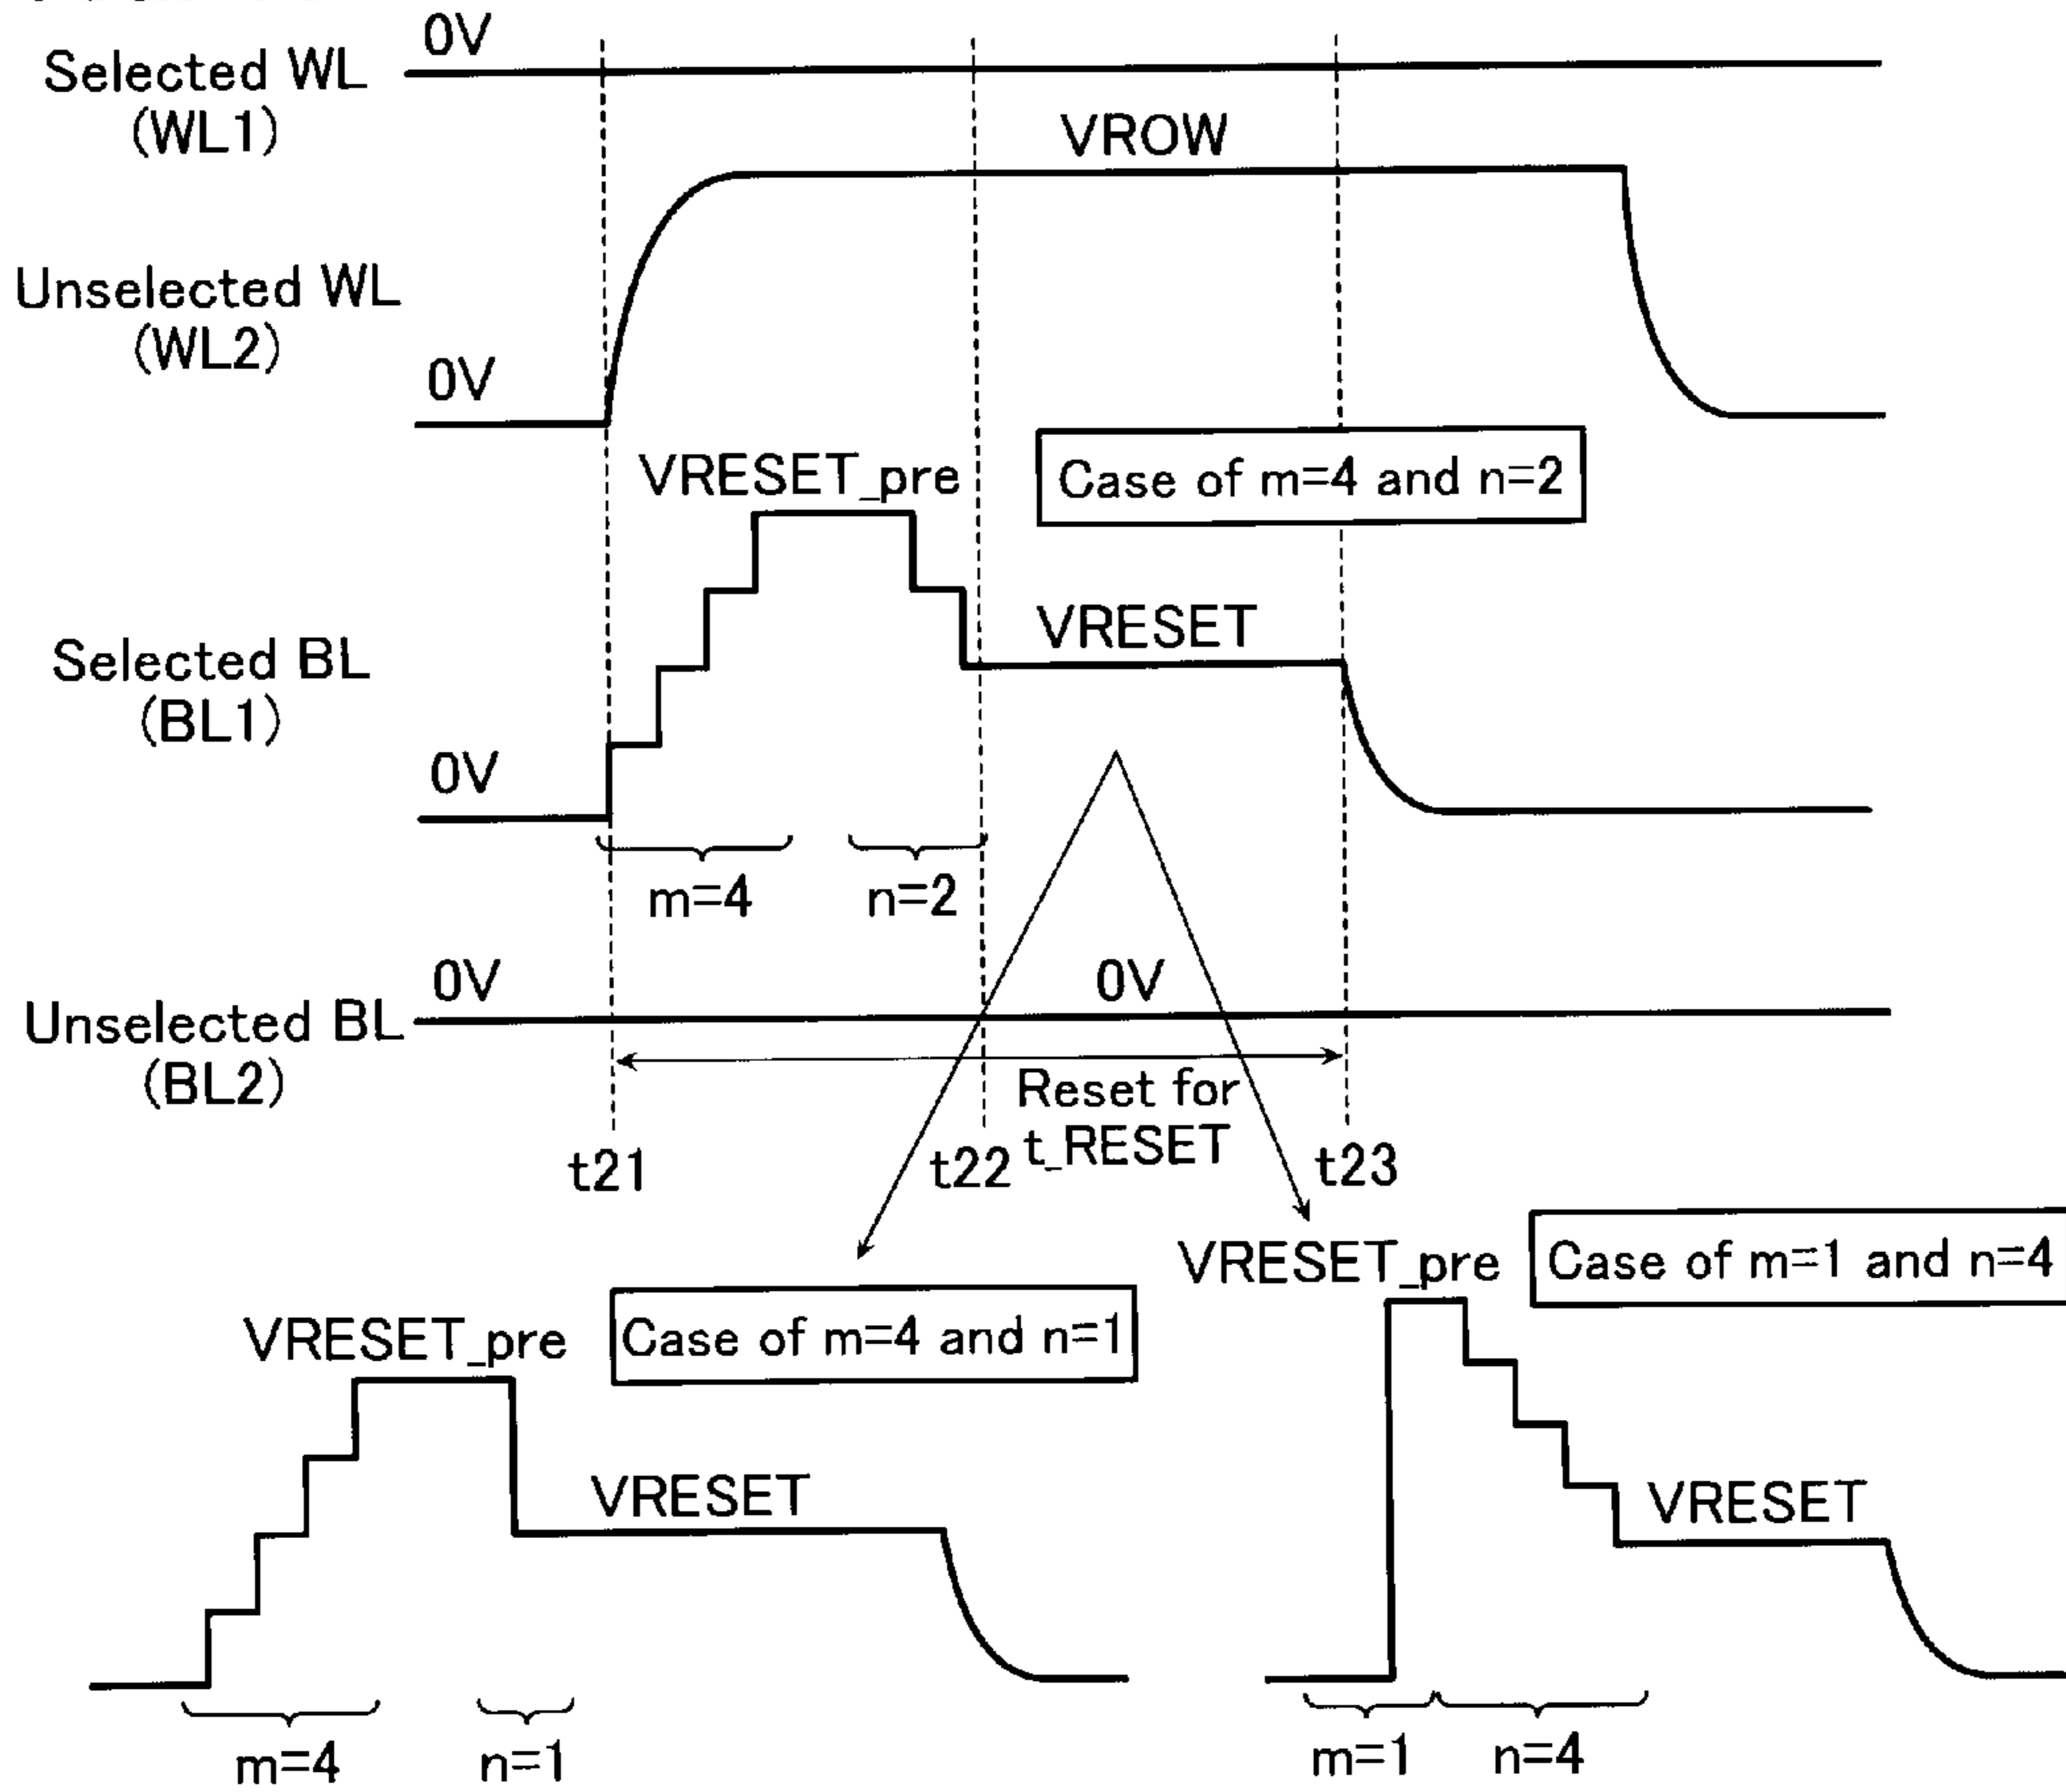 0V
Selected WL
(WL1)
VROW
Unselected WL
(WL2)
0V
VRESET_pre
Case of m=4 and n=2
VRESET
Selected BL
(BL1)
0V
m=4
n=2
0V
0V
Unselected BL
(BL2)
Reset for
t_RESET
t21
t22
t23
VRESET_pre
Case of m=1 and n=4
VRESET_pre
Case of m=4 and n=1
VRESET
VRESET
m=4
n=1
m=1
n=4